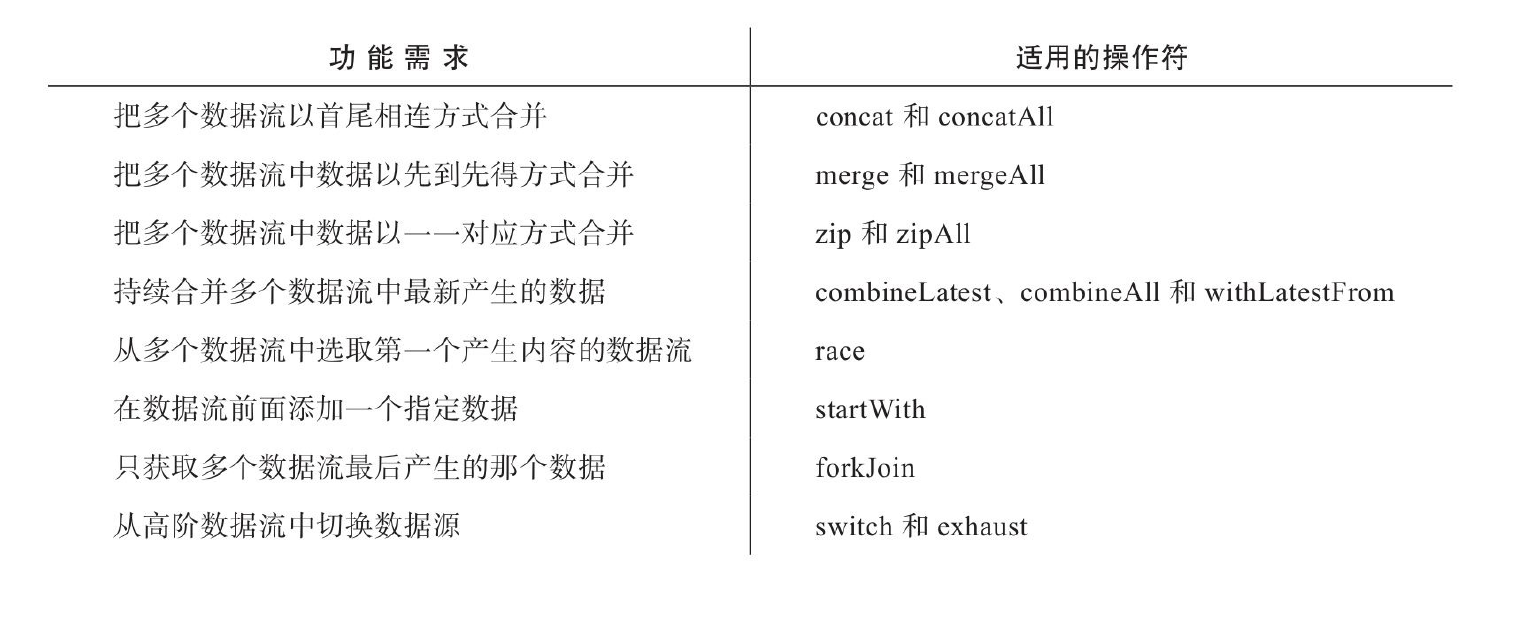 功能需求 适用的操作符
把多个数据流以首尾相连方式合并 concat 和 concatAll
把多个数据流中数据以先到先得方式合并 merge 和 mergeAll
把多个数据流中数据以一一对应方式合并 zip 和 zipAll
持续合并多个数据流中最新产生的数据 combineLatest、combineAll 和 withLatestFrom
从多个数据流中选取第一个产生内容的数据流 race
在数据流前面添加一个指定数据 startWith
只获取多个数据流最后产生的那个数据 forkJoin
从高阶数据流中切换数据源 switch 和 exhaust